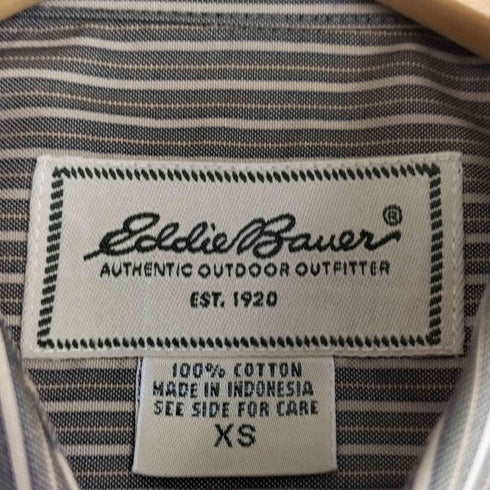 Eddie Bauer®
AUTHENTIC OUTDOOR OUTFITTER
EST. 1920
100% COTTON
MADE IN INDONESIA
SEE SIDE FOR CARE
XS